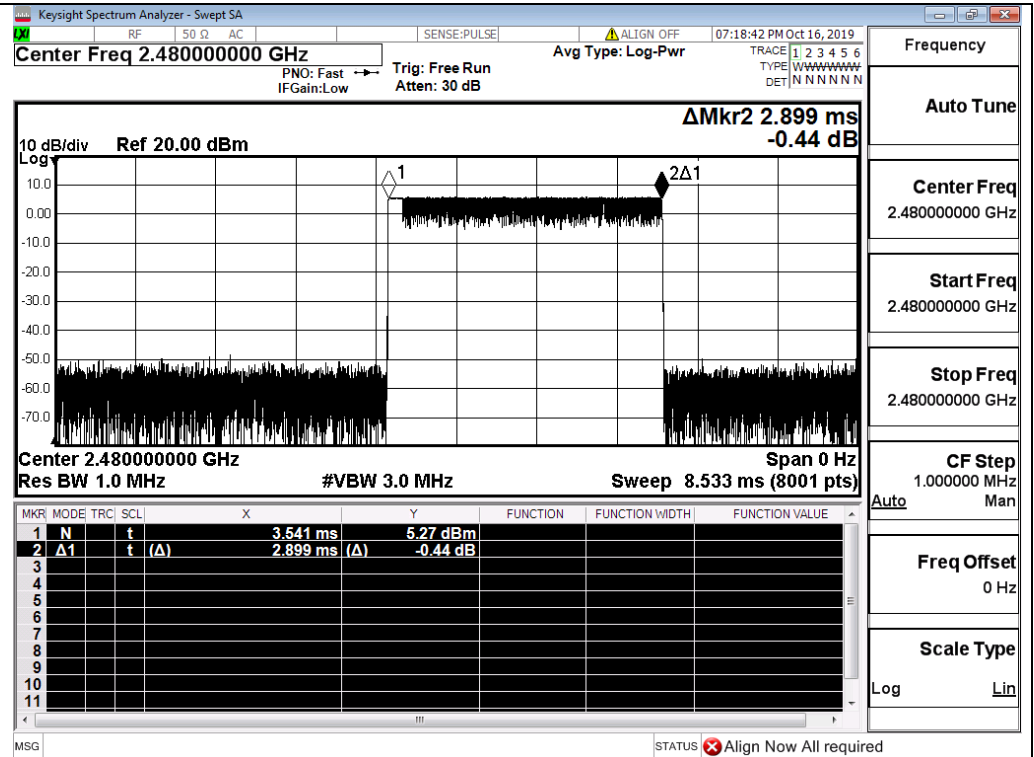 Keysight Spectrum Analyzer - Swept SA
LXI RF 50 Ω AC SENSE:PULSE ALIGN OFF 07:18:42 PM Oct 16, 2019
Center Freq 2.480000000 GHz Avg Type: Log-Pwr TRACE 1 2 3 4 5 6
PNO: Fast Trig: Free Run TYPE WWWWWW
IFGain:Low Atten: 30 dB DET N N N N N N
ΔMkr2 2.899 ms
10 dB/div Ref 20.00 dBm -0.44 dB
Log
1 2Δ1
10.0
0.00
-10.0
-20.0
-30.0
-40.0
-50.0
-60.0
-70.0
Center 2.480000000 GHz Span 0 Hz
Res BW 1.0 MHz #VBW 3.0 MHz Sweep 8.533 ms (8001 pts)
MKR MODE TRC SCL X Y FUNCTION FUNCTION WIDTH FUNCTION VALUE
1 N t 3.541 ms 5.27 dBm
2 Δ1 t (Δ) 2.899 ms (Δ) -0.44 dB
3
4
5
6
7
8
9
10
11
MSG STATUS Align Now All required
Frequency
Auto Tune
Center Freq
2.480000000 GHz
Start Freq
2.480000000 GHz
Stop Freq
2.480000000 GHz
CF Step
1.000000 MHz
Auto Man
Freq Offset
0 Hz
Scale Type
Log Lin